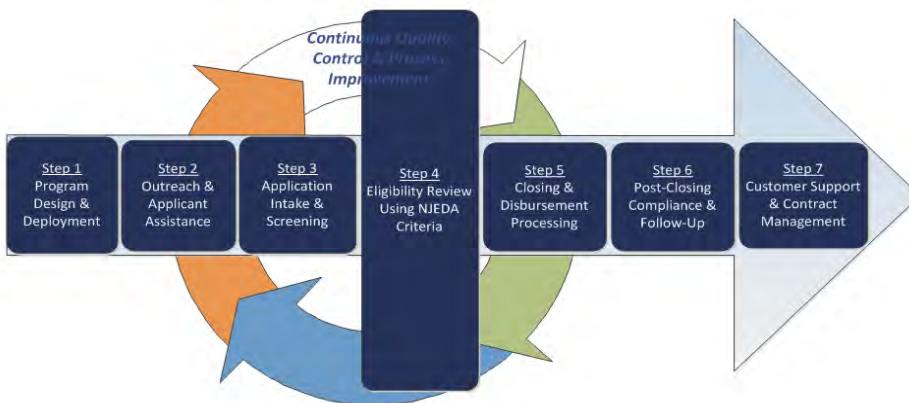 Continuous Quality
Control & Process
Improvement
Step 1
Program
Design &
Deployment
Step 2
Outreach &
Applicant
Assistance
Step 3
Application
Intake &
Screening
Step 4
Eligibility Review
Using NJEDA
Criteria
Step 5
Closing &
Disbursement
Processing
Step 6
Post-Closing
Compliance &
Follow-Up
Step 7
Customer Support
& Contract
Management